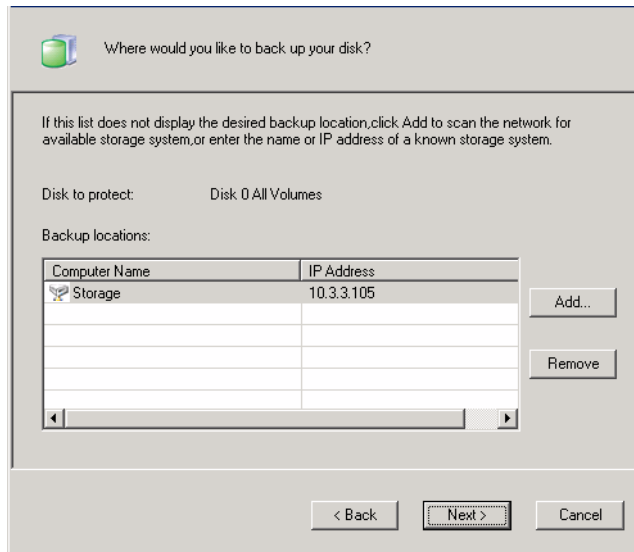 Where would you like to back up your disk?
If this list does not display the desired backup location,click Add to scan the network for
available storage system,or enter the name or IP address of a known storage system.
Disk to protect: Disk 0 All Volumes
Backup locations:
Computer Name IP Address
Storage 10.3.3.105
Add...
Remove
< Back Next > Cancel